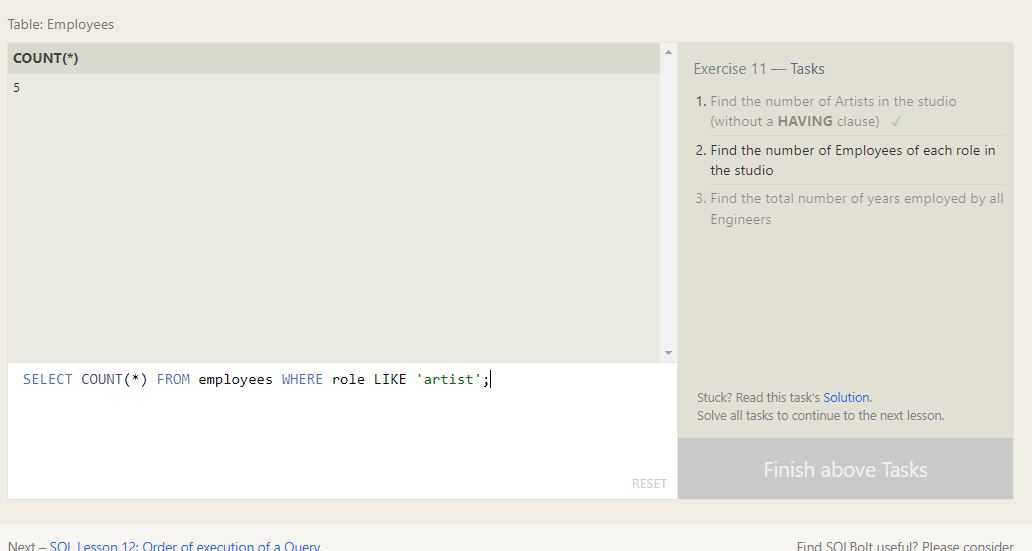 Table: Employees
COUNT(*)
5
SELECT COUNT(*) FROM employees WHERE role LIKE 'artist';
RESET
Exercise 11 — Tasks
1. Find the number of Artists in the studio
(without a HAVING clause) ✓
2. Find the number of Employees of each role in
the studio
3. Find the total number of years employed by all
Engineers
Stuck? Read this task's Solution.
Solve all tasks to continue to the next lesson.
Finish above Tasks
Next – SQL Lesson 12: Order of execution of a Query
Find SQLBolt useful? Please consider